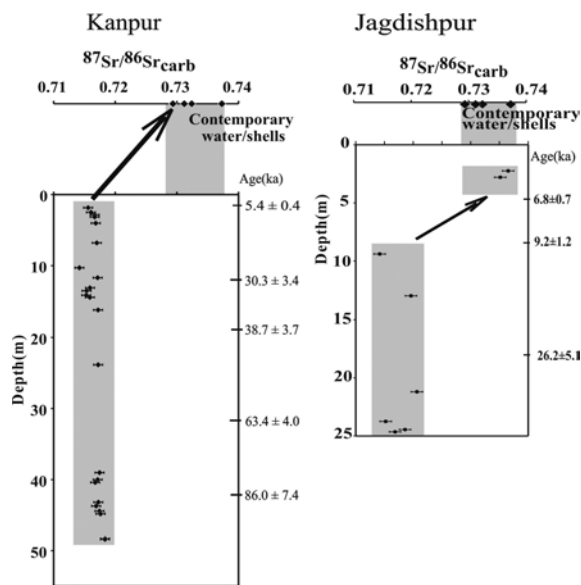 Kanpur
87Sr/86Srcarb
0.71 0.72 0.73 0.74
Contemporary
water/shells
Age(ka)
0
5.4 ± 0.4
10
30.3 ± 3.4
16
38.7 ± 3.7
Depth(m)
20
30
63.4 ± 4.0
40
86.0 ± 7.4
50
Jagdishpur
87Sr/86Srcarb
0.71 0.72 0.73 0.74
Contemporary
water/shells
0
Age(ka)
5
6.8 ± 0.7
Depth(m)
9.2 ± 1.2
10
15
20
26.2±5.1
25